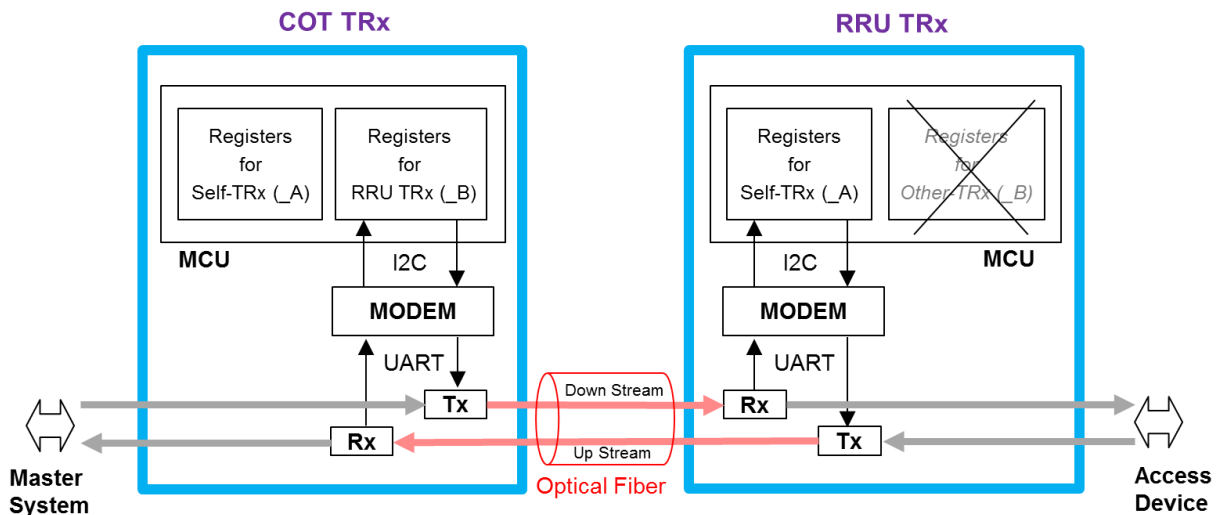 COT TRx
RRU TRx
Registers
for
Self-TRx (_A)
Registers
for
RRU TRx (_B)
MCU
I2C
MODEM
UART
Tx
Rx
Registers
for
Self-TRx (_A)
Registers
for
Other-TRx (_B)
MCU
I2C
MODEM
UART
Rx
Tx
Down Stream
Up Stream
Optical Fiber
Master
System
Access
Device